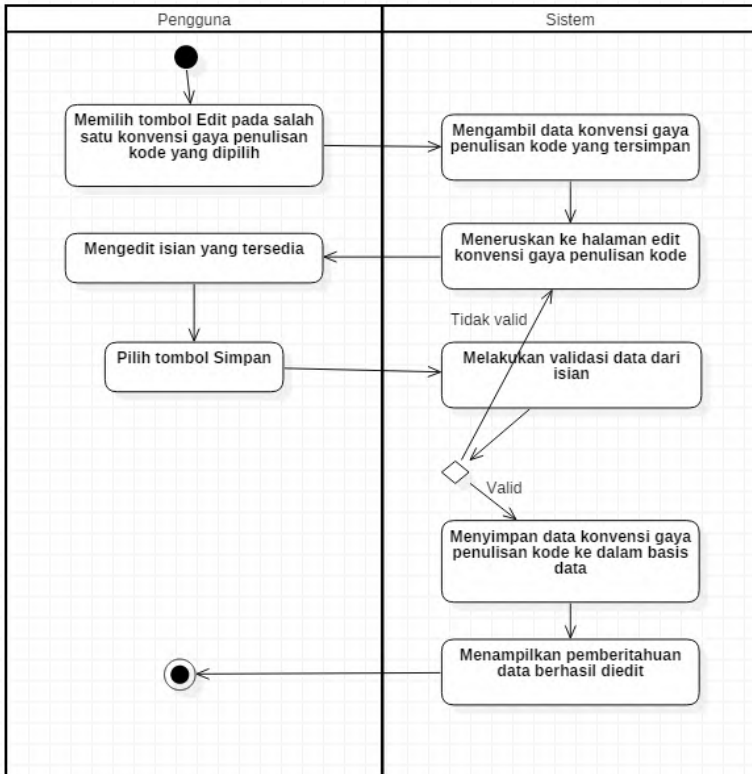 Pengguna
Sistem
Memilih tombol Edit pada salah
satu konvensi gaya penulisan
kode yang dipilih
Mengambil data konvensi gaya
penulisan kode yang tersimpan
Meneruskan ke halaman edit
konvensi gaya penulisan kode
Mengedit isian yang tersedia
Pilih tombol Simpan
Tidak valid
Melakukan validasi data dari
isian
Valid
Menyimpan data konvensi gaya
penulisan kode ke dalam basis
data
Menampilkan pemberitahuan
data berhasil diedit